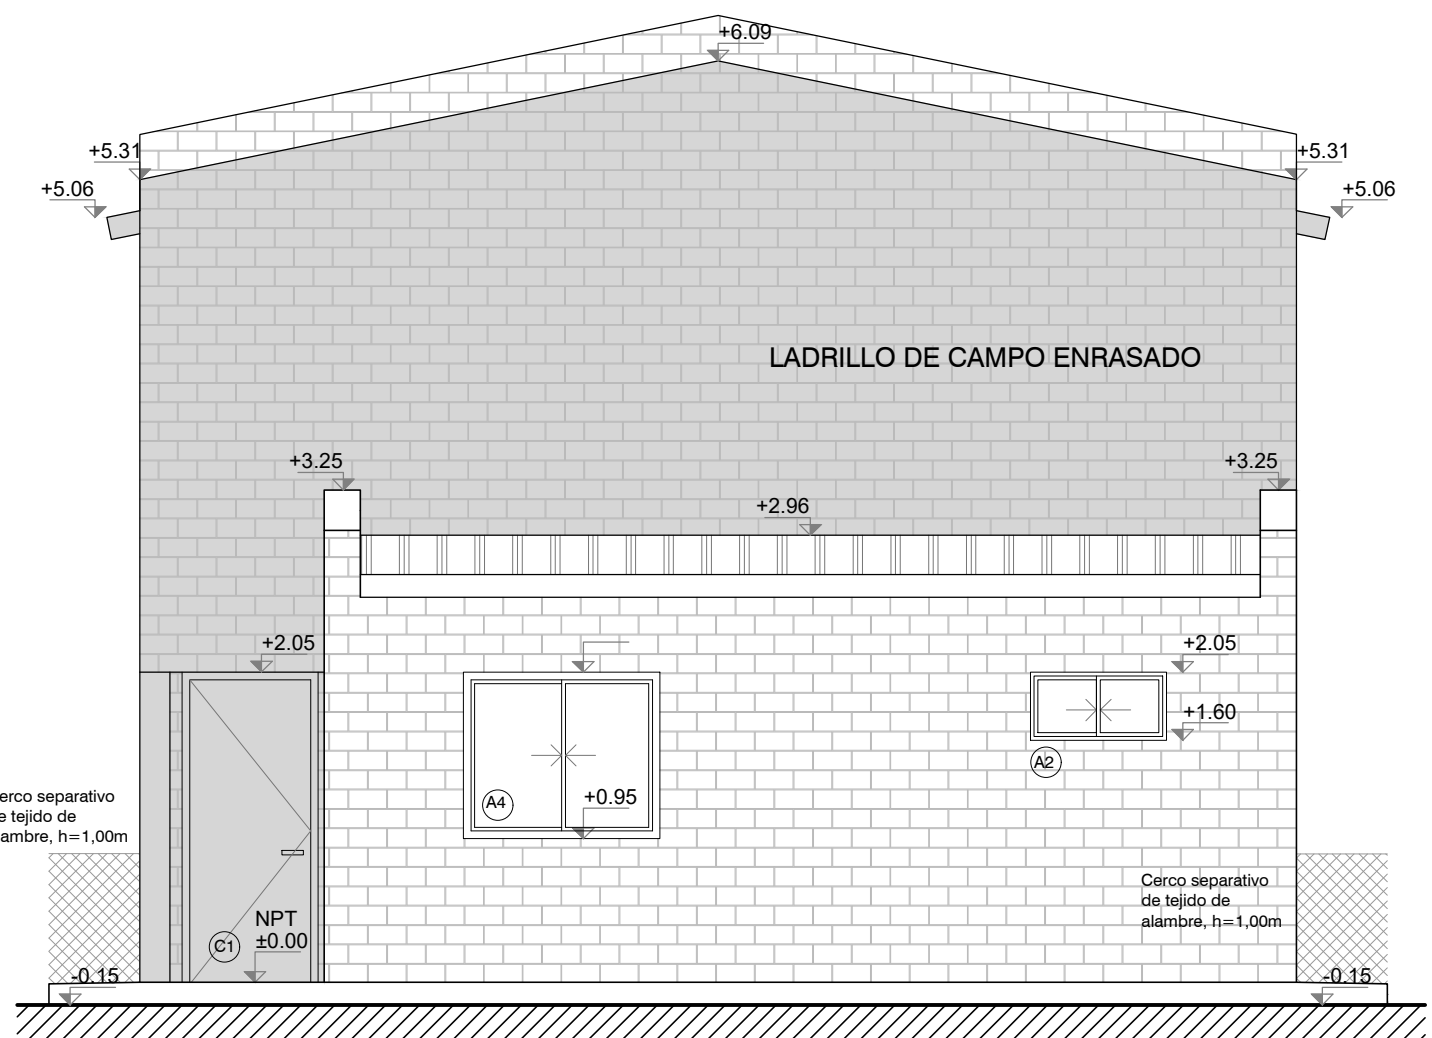 +6.09
+5.31
+5.31
+5.06
+5.06
LADRILLO DE CAMPO ENRASADO
+3.25
+3.25
+2.96
+2.05
+2.05
+1.60
A2
A4
+0.95
erco separativo
e tejido de
ambre, h=1,00m
Cerco separativo
de tejido de
alambre, h=1,00m
NPT
±0.00
C1
-0.15
-0.15